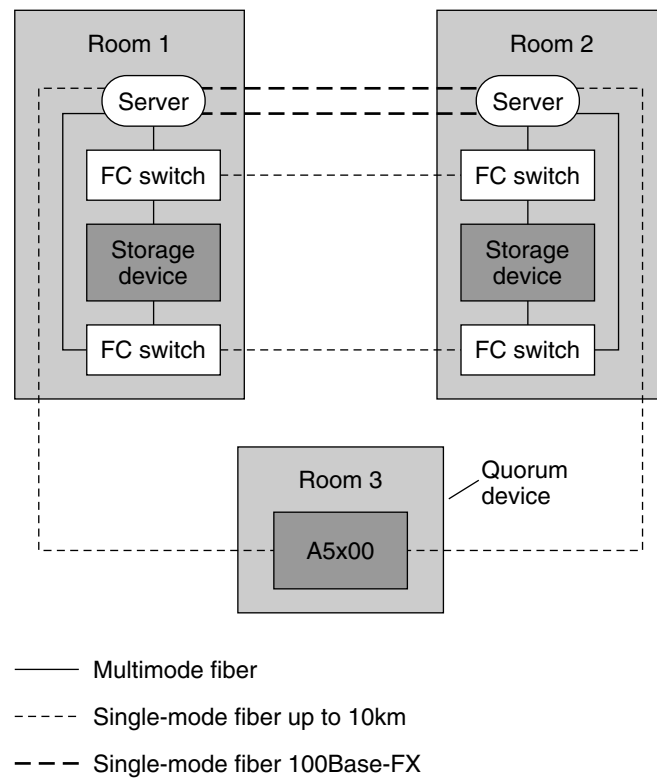 Room 1
Server
FC switch
Storage
device
FC switch
Room 2
Server
FC switch
Storage
device
FC switch
Room 3
A5x00
Quorum
device
Multimode fiber
Single-mode fiber up to 10km
Single-mode fiber 100Base-FX